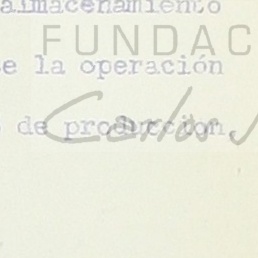 almacenamiento
FUNDAC
e la operación
Carlos
de producción,